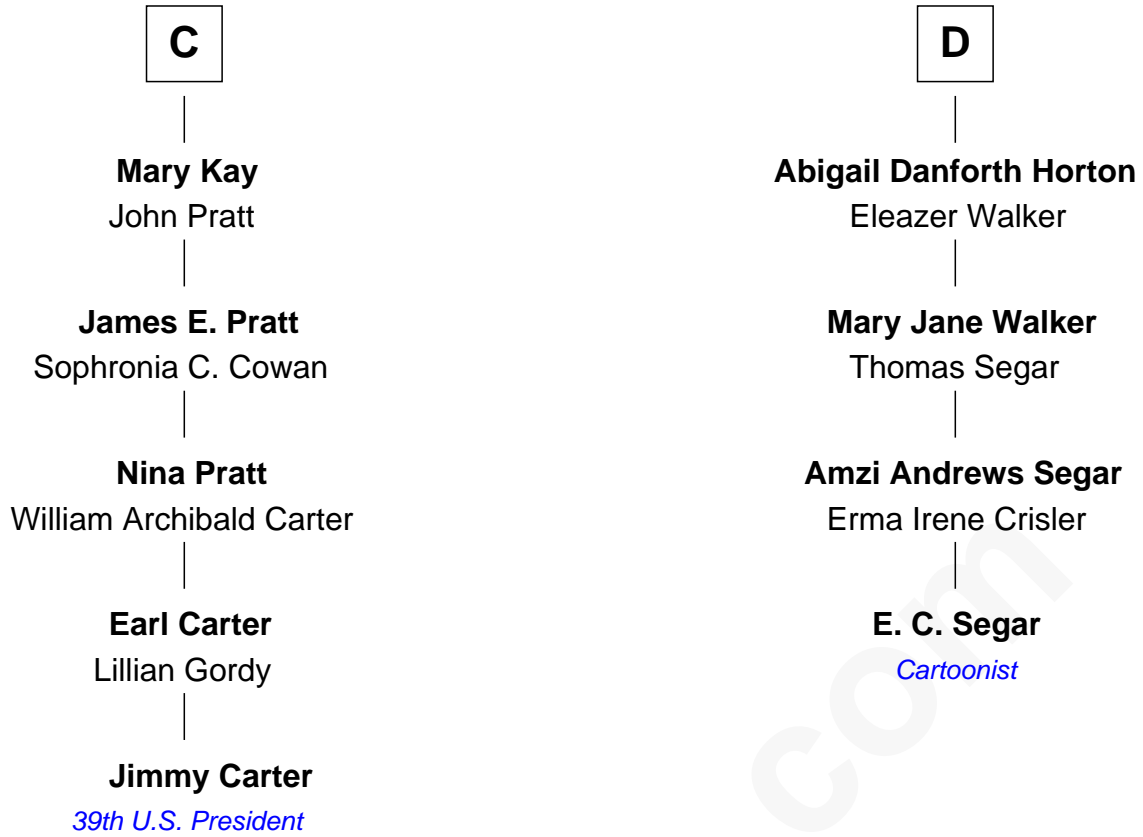 C
Mary Kay
John Pratt
James E. Pratt
Sophronia C. Cowan
Nina Pratt
William Archibald Carter
Earl Carter
Lillian Gordy
Jimmy Carter
39th U.S. President
D
Abigail Danforth Horton
Eleazer Walker
Mary Jane Walker
Thomas Segar
Amzi Andrews Segar
Erma Irene Crisler
E. C. Segar
Cartoonist
com